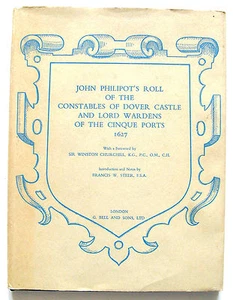 JOHN PHILIPOT'S ROLL
OF THE
CONSTABLES OF DOVER CASTLE
AND LORD WARDENS
OF THE CINQUE PORTS
1627
With a Foreword by
SIR WINSTON CHURCHILL, K.G., P.C., O.M., C.H.
Introduction and Notes by
FRANCIS W. STEER, F.S.A.
LONDON
G. BELL AND SONS, LTD